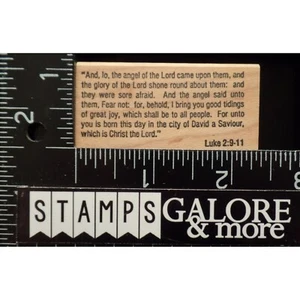 "And, lo, the angel of the Lord came upon them, and
the glory of the Lord shone round about them: and
they were sore afraid. And the angel said unto
them, Fear not: for, behold, I bring you good tidings
of great joy, which shall be to all people. For unto
you is born this day in the city of David a Saviour,
which is Christ the Lord."
Luke 2:9-11
2
1
1
2
3
STAMPS GALORE
& more